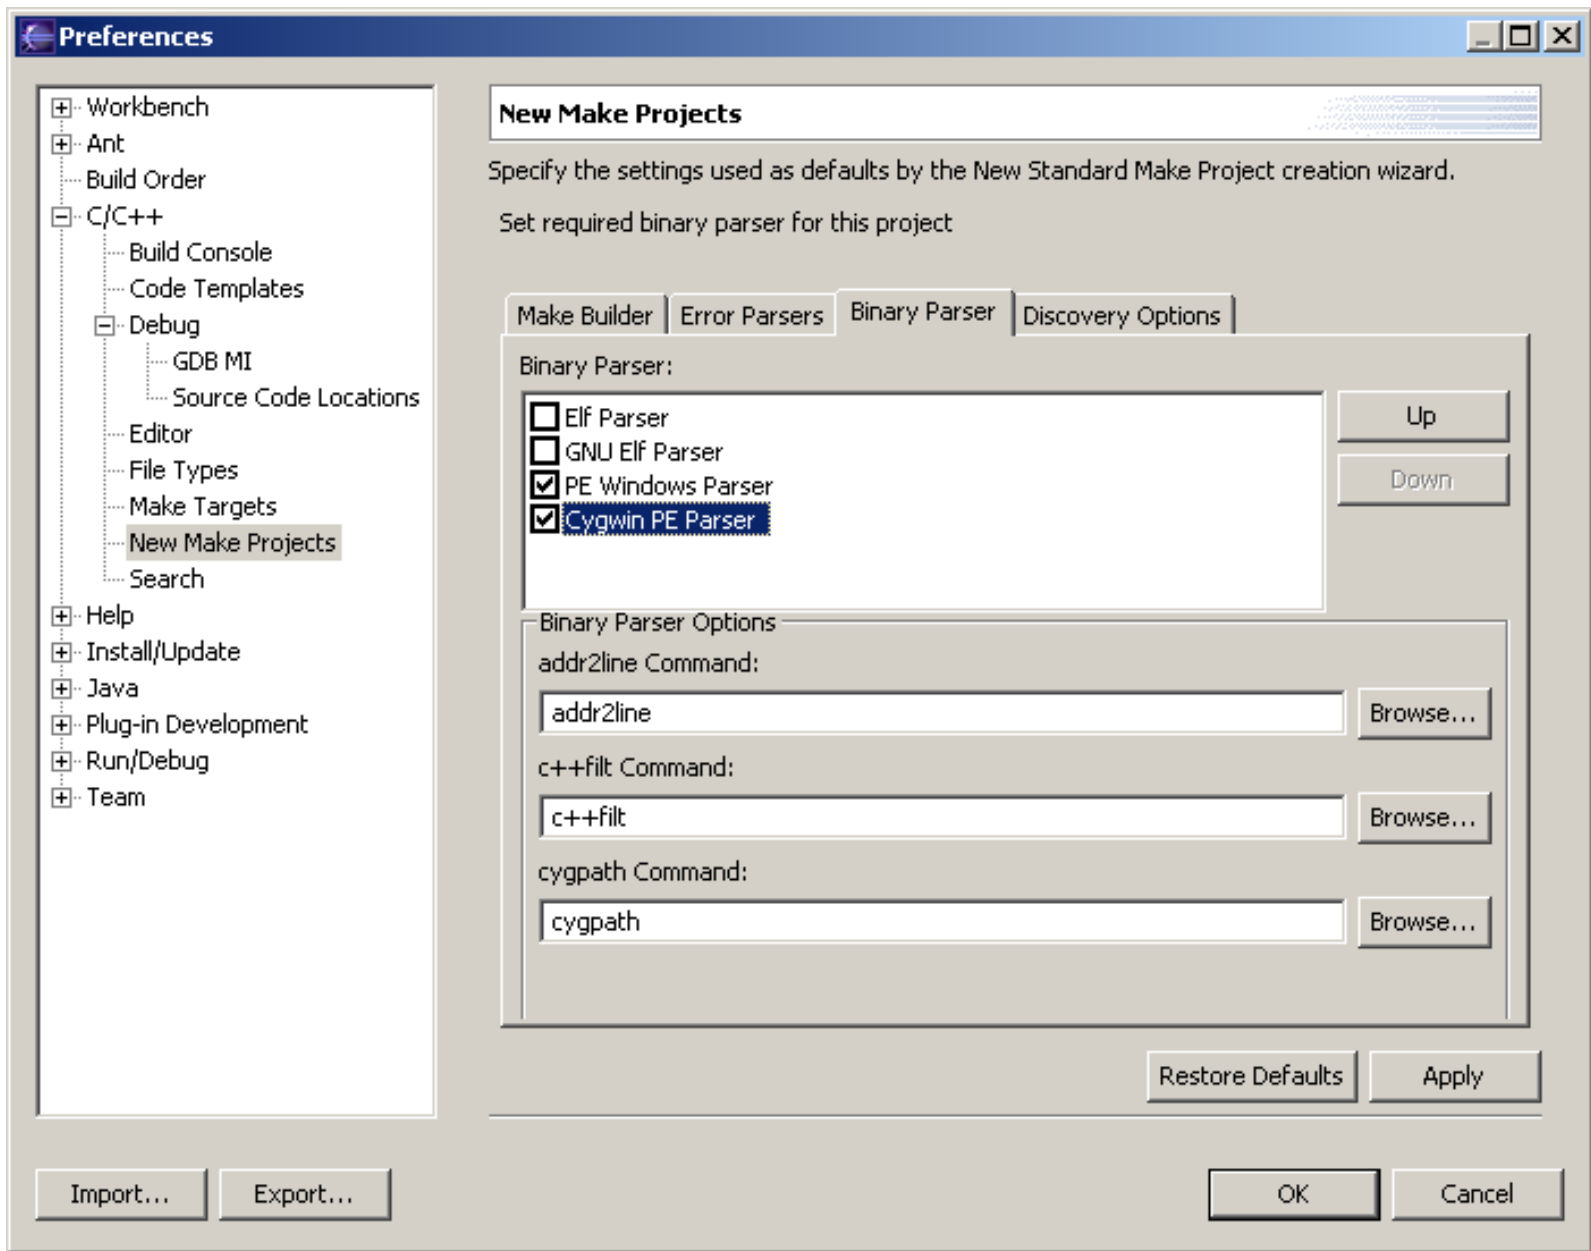 Preferences
Workbench
Ant
Build Order
C/C++
Build Console
Code Templates
Debug
GDB MI
Source Code Locations
Editor
File Types
Make Targets
New Make Projects
Search
Help
Install/Update
Java
Plug-in Development
Run/Debug
Team
New Make Projects
Specify the settings used as defaults by the New Standard Make Project creation wizard.
Set required binary parser for this project
Make Builder Error Parsers Binary Parser Discovery Options
Binary Parser:
Elf Parser
GNU Elf Parser
PE Windows Parser
Cygwin PE Parser
Up
Down
Binary Parser Options
addr2line Command:
addr2line Browse...
c++filt Command:
c++filt Browse...
cygpath Command:
cygpath Browse...
Restore Defaults Apply
Import... Export... OK Cancel